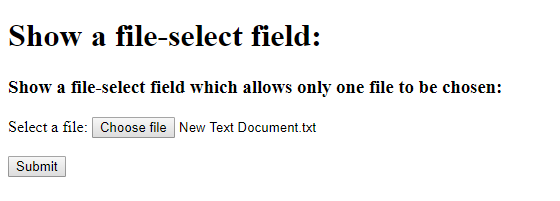 Show a file-select field:
Show a file-select field which allows only one file to be chosen:
Select a file: Choose file New Text Document.txt
Submit